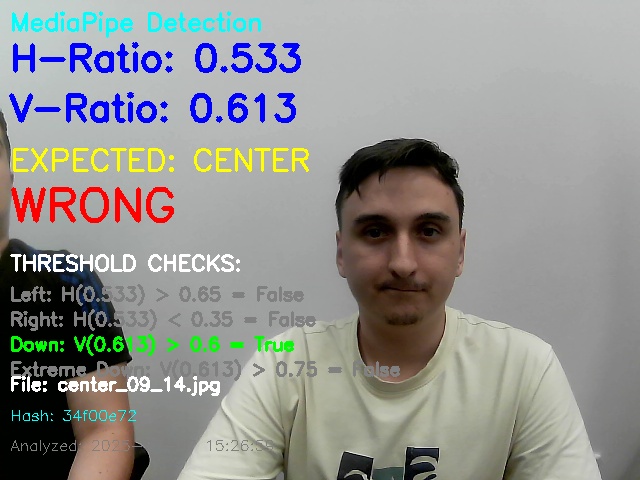 MediaPipe Detection
H-Ratio: 0.533
V-Ratio: 0.613
EXPECTED: CENTER
WRONG
THRESHOLD CHECKS:
Left: H(0.533) > 0.65 = False
Right: H(0.533) < 0.35 = False
Down: V(0.613) > 0.6 = True
Extreme Down: V(0.613) > 0.75 = False
File: center_09_14.jpg
Hash: 34f00e72
Analyzed: 15:26: